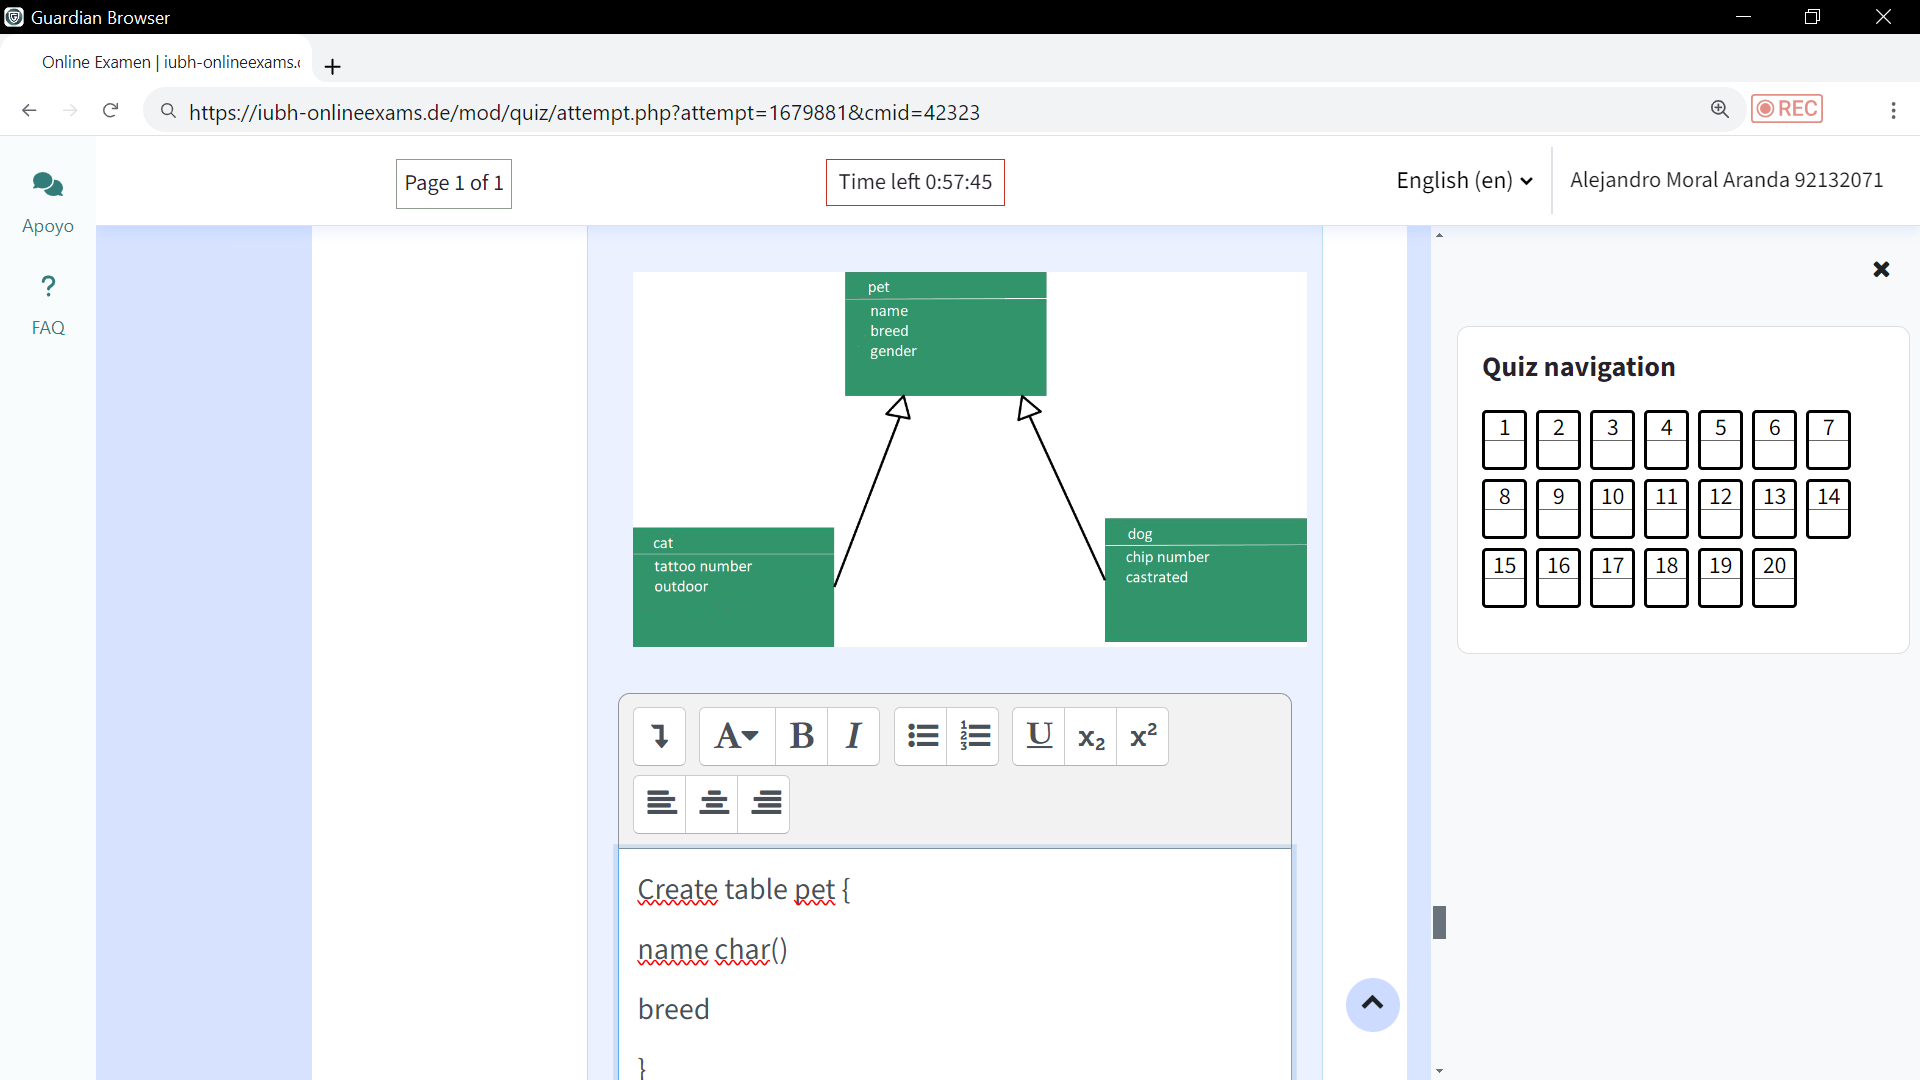 Guardian Browser
Online Examen | iubh-onlineexams.
https://iubh-onlineexams.de/mod/quiz/attempt.php?attempt=1679881&cmid=42323
REC
Page 1 of 1
Time left 0:57:45
English (en)
Alejandro Moral Aranda 92132071
Apoyo
?
FAQ
pet
name
breed
gender
cat
tattoo number
outdoor
dog
chip number
castrated
A B I U x₂ x²
Create table pet {
name char()
breed
}
Quiz navigation
1 2 3 4 5 6 7
8 9 10 11 12 13 14
15 16 17 18 19 20